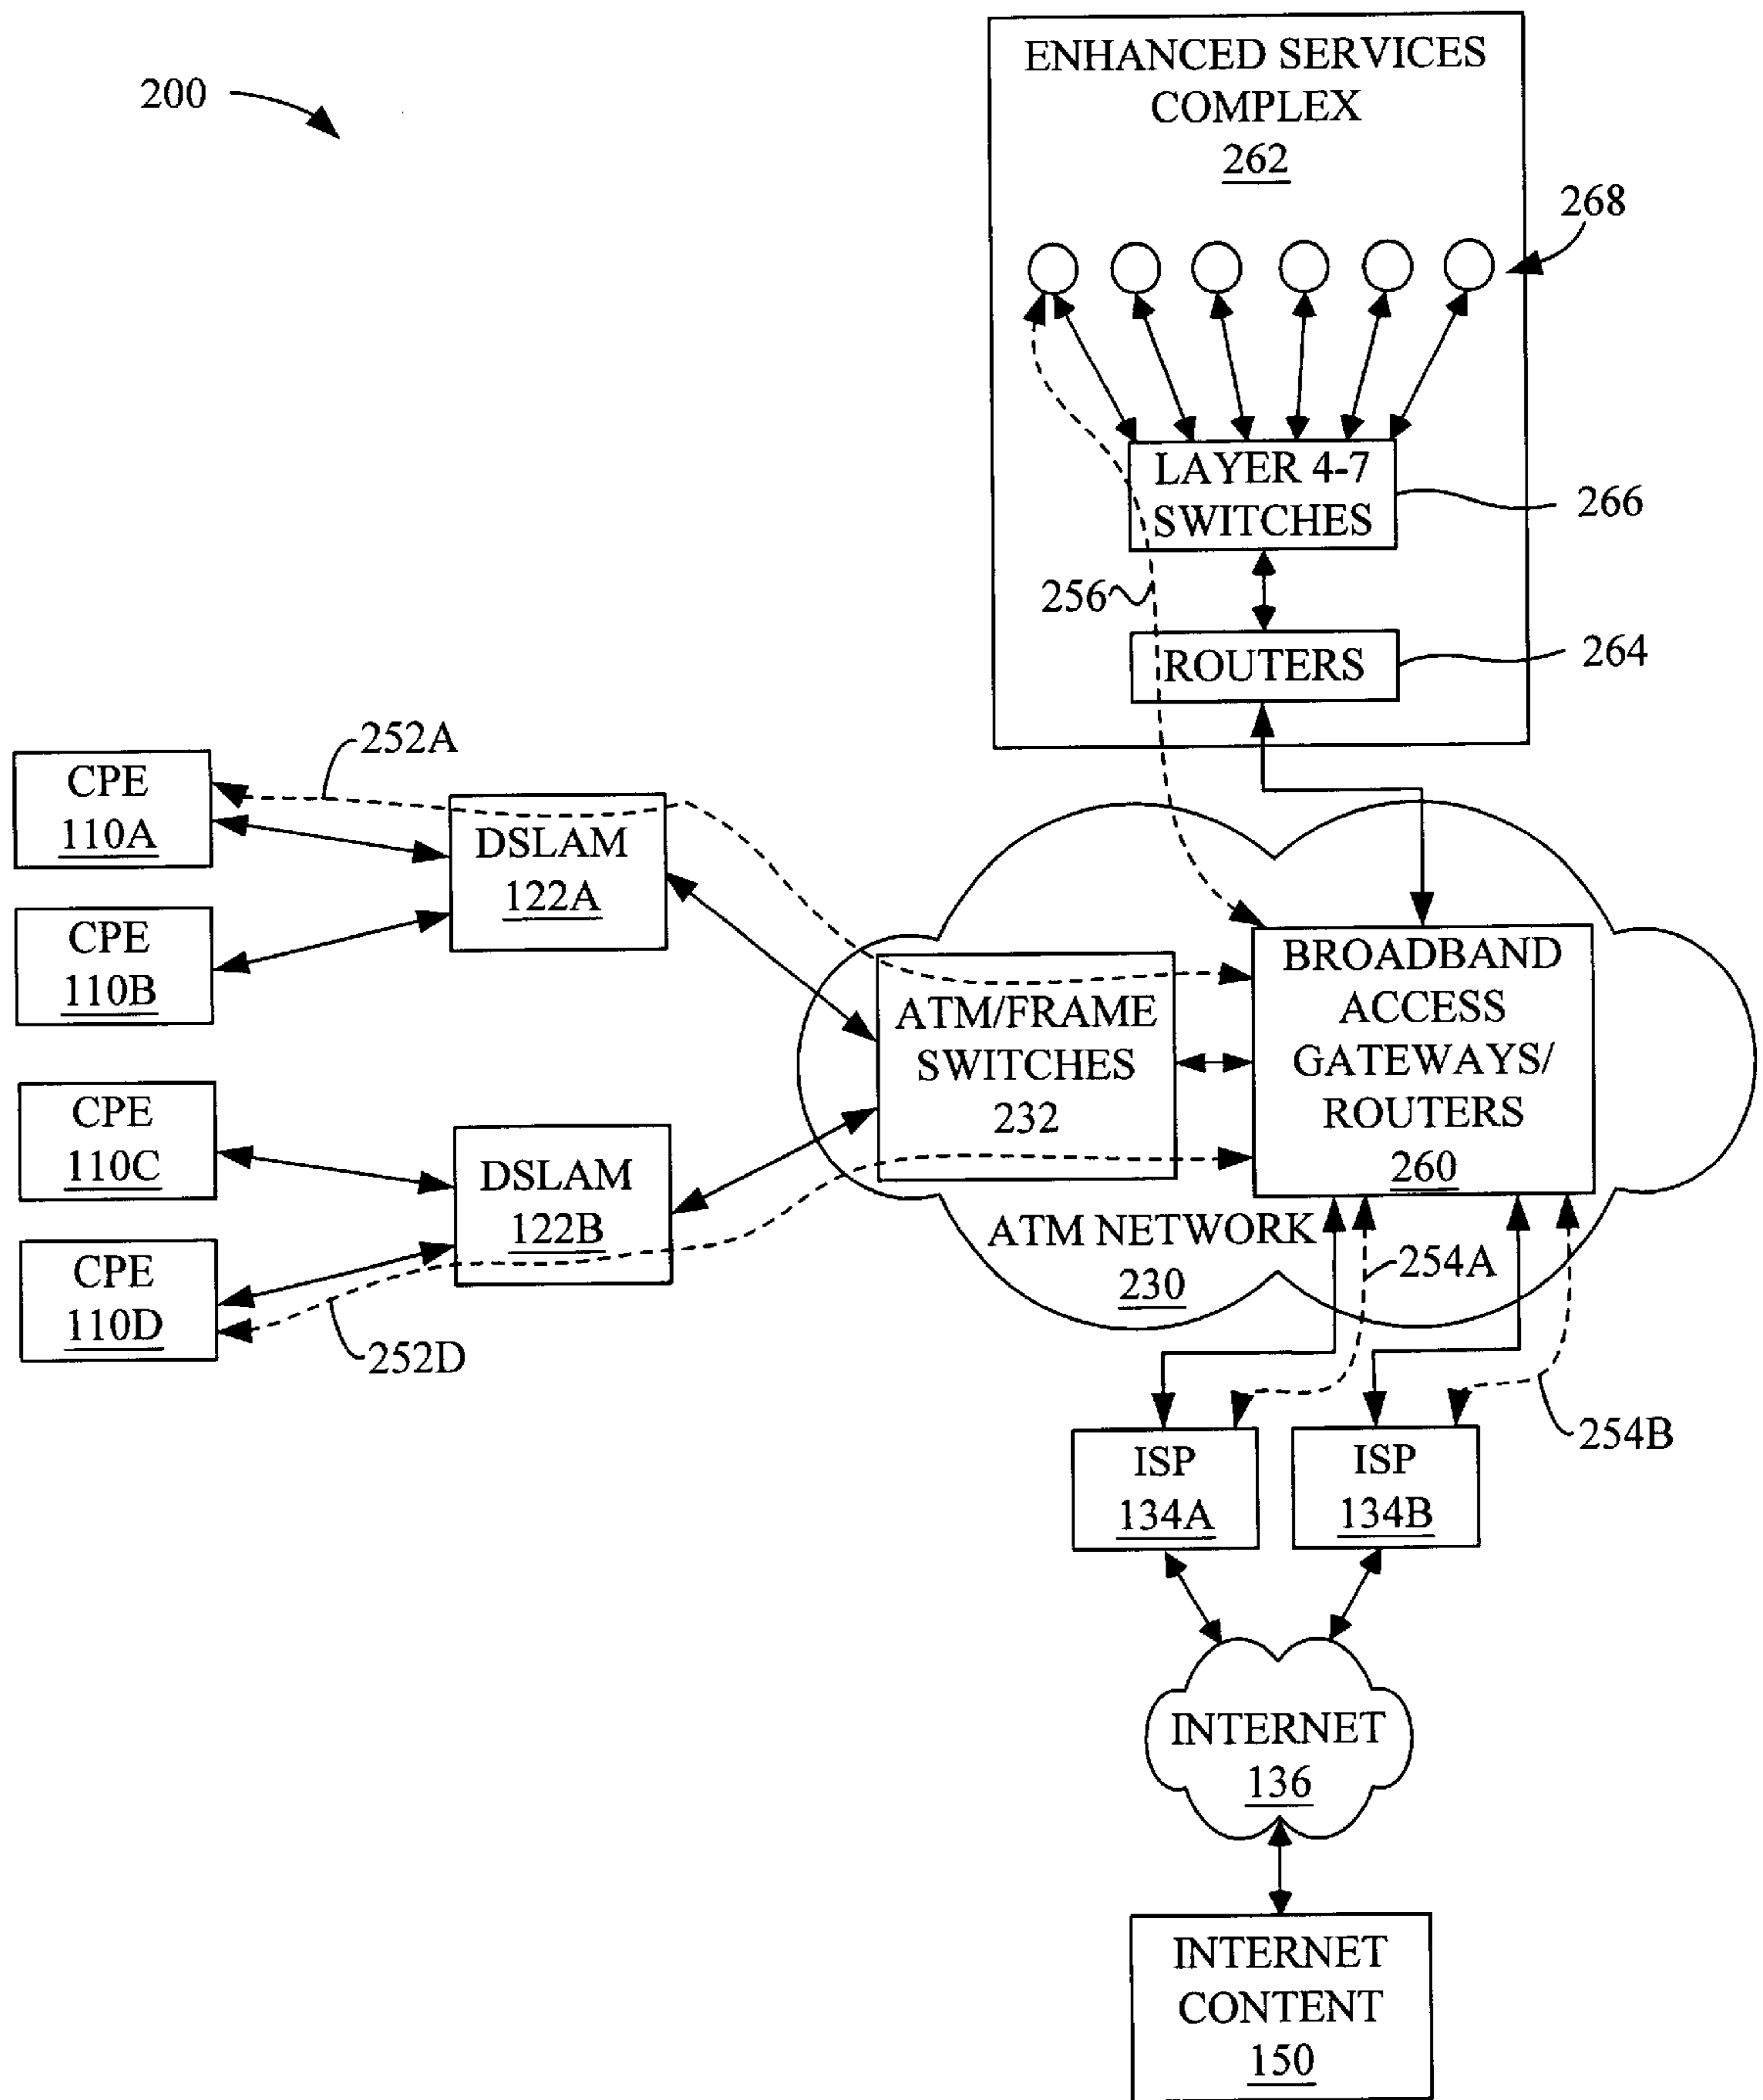 200
ENHANCED SERVICES
COMPLEX
262
268
LAYER 4-7
SWITCHES
266
256
ROUTERS
264
252A
CPE
110A
DSLAM
122A
CPE
110B
BROADBAND
ACCESS
GATEWAYS/
ROUTERS
260
ATM/FRAME
SWITCHES
232
CPE
110C
DSLAM
122B
CPE
110D
252D
ATM NETWORK
230
254A
254B
ISP
134A
ISP
134B
INTERNET
136
INTERNET
CONTENT
150